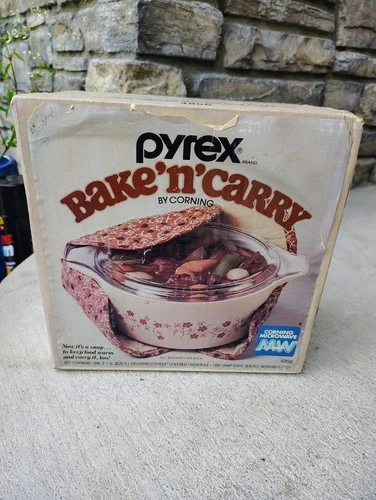 pyrex®
BRAND
Bake'n'Carry
BY CORNING
Now it's a snap...
to keep food warm
and carry it, too!
CORNING
MICROWAVE
MW